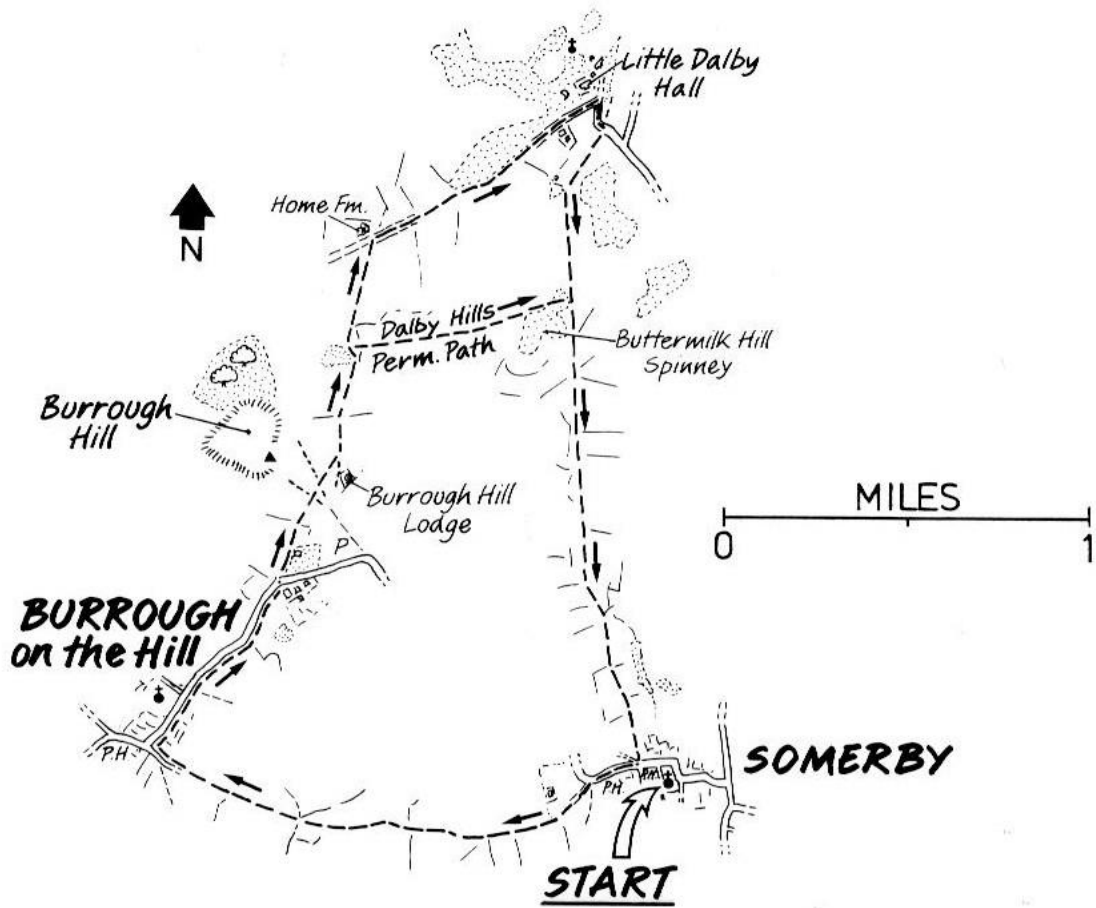 Little Dalby
Hall
Home Fm.
N
Dalby Hills
Perm. Path
Buttermilk Hill
Spinney
Burrough
Hill
Burrough Hill
Lodge
MILES
0 1
P P
BURROUGH
on the Hill
P.H.
SOMERBY
P.H.
START